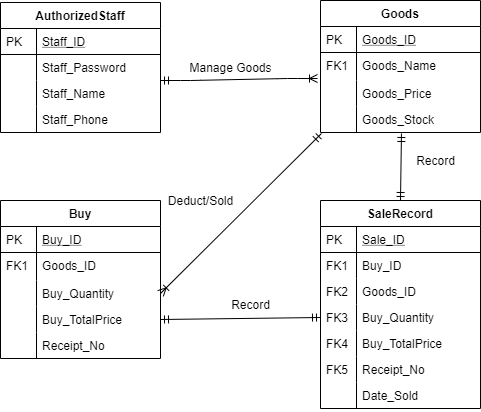 AuthorizedStaff
PK Staff_ID
Staff_Password
Staff_Name
Staff_Phone
Manage Goods
Goods
PK Goods_ID
FK1 Goods_Name
Goods_Price
Goods_Stock
Deduct/Sold
Record
Buy
PK Buy_ID
FK1 Goods_ID
Buy_Quantity
Buy_TotalPrice
Receipt_No
Record
SaleRecord
PK Sale_ID
FK1 Buy_ID
FK2 Goods_ID
FK3 Buy_Quantity
FK4 Buy_TotalPrice
FK5 Receipt_No
Date_Sold